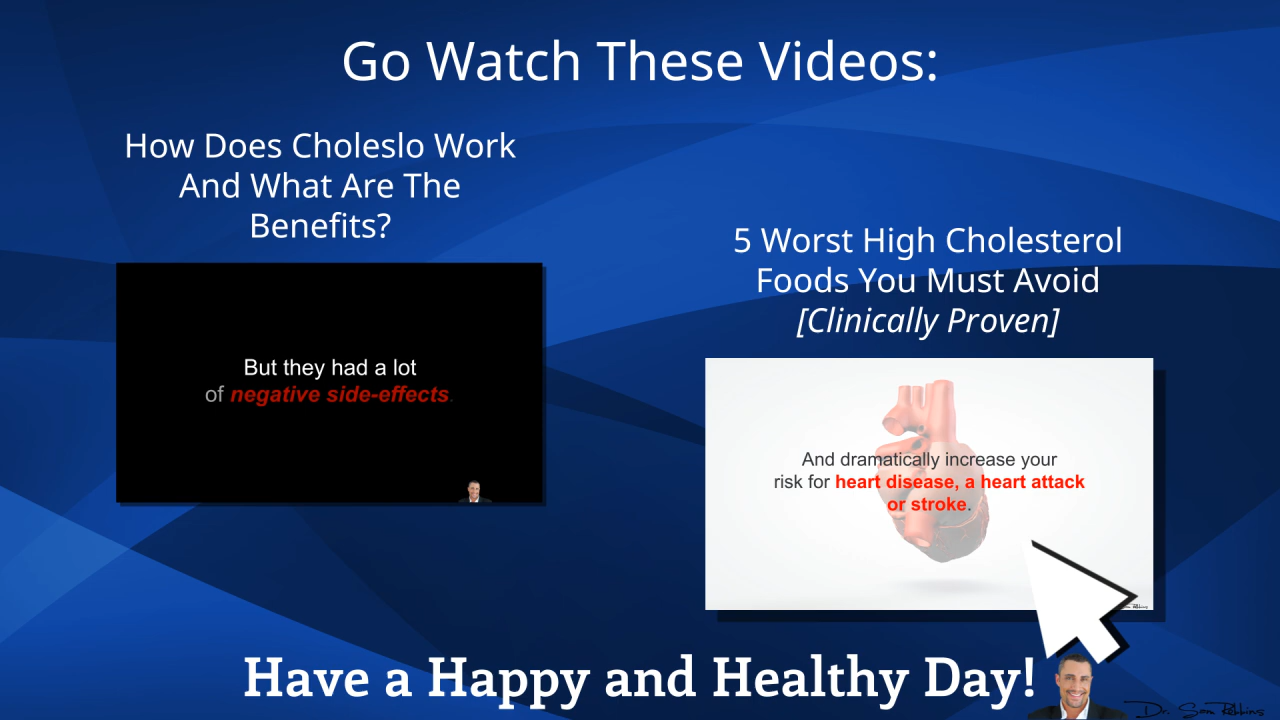 Go Watch These Videos:
How Does Choleslo Work
And What Are The
Benefits?
But they had a lot
of negative side-effects.
5 Worst High Cholesterol
Foods You Must Avoid
[Clinically Proven]
And dramatically increase your
risk for heart disease, a heart attack
or stroke.
Have a Happy and Healthy Day!
Dr. Sam Robbins